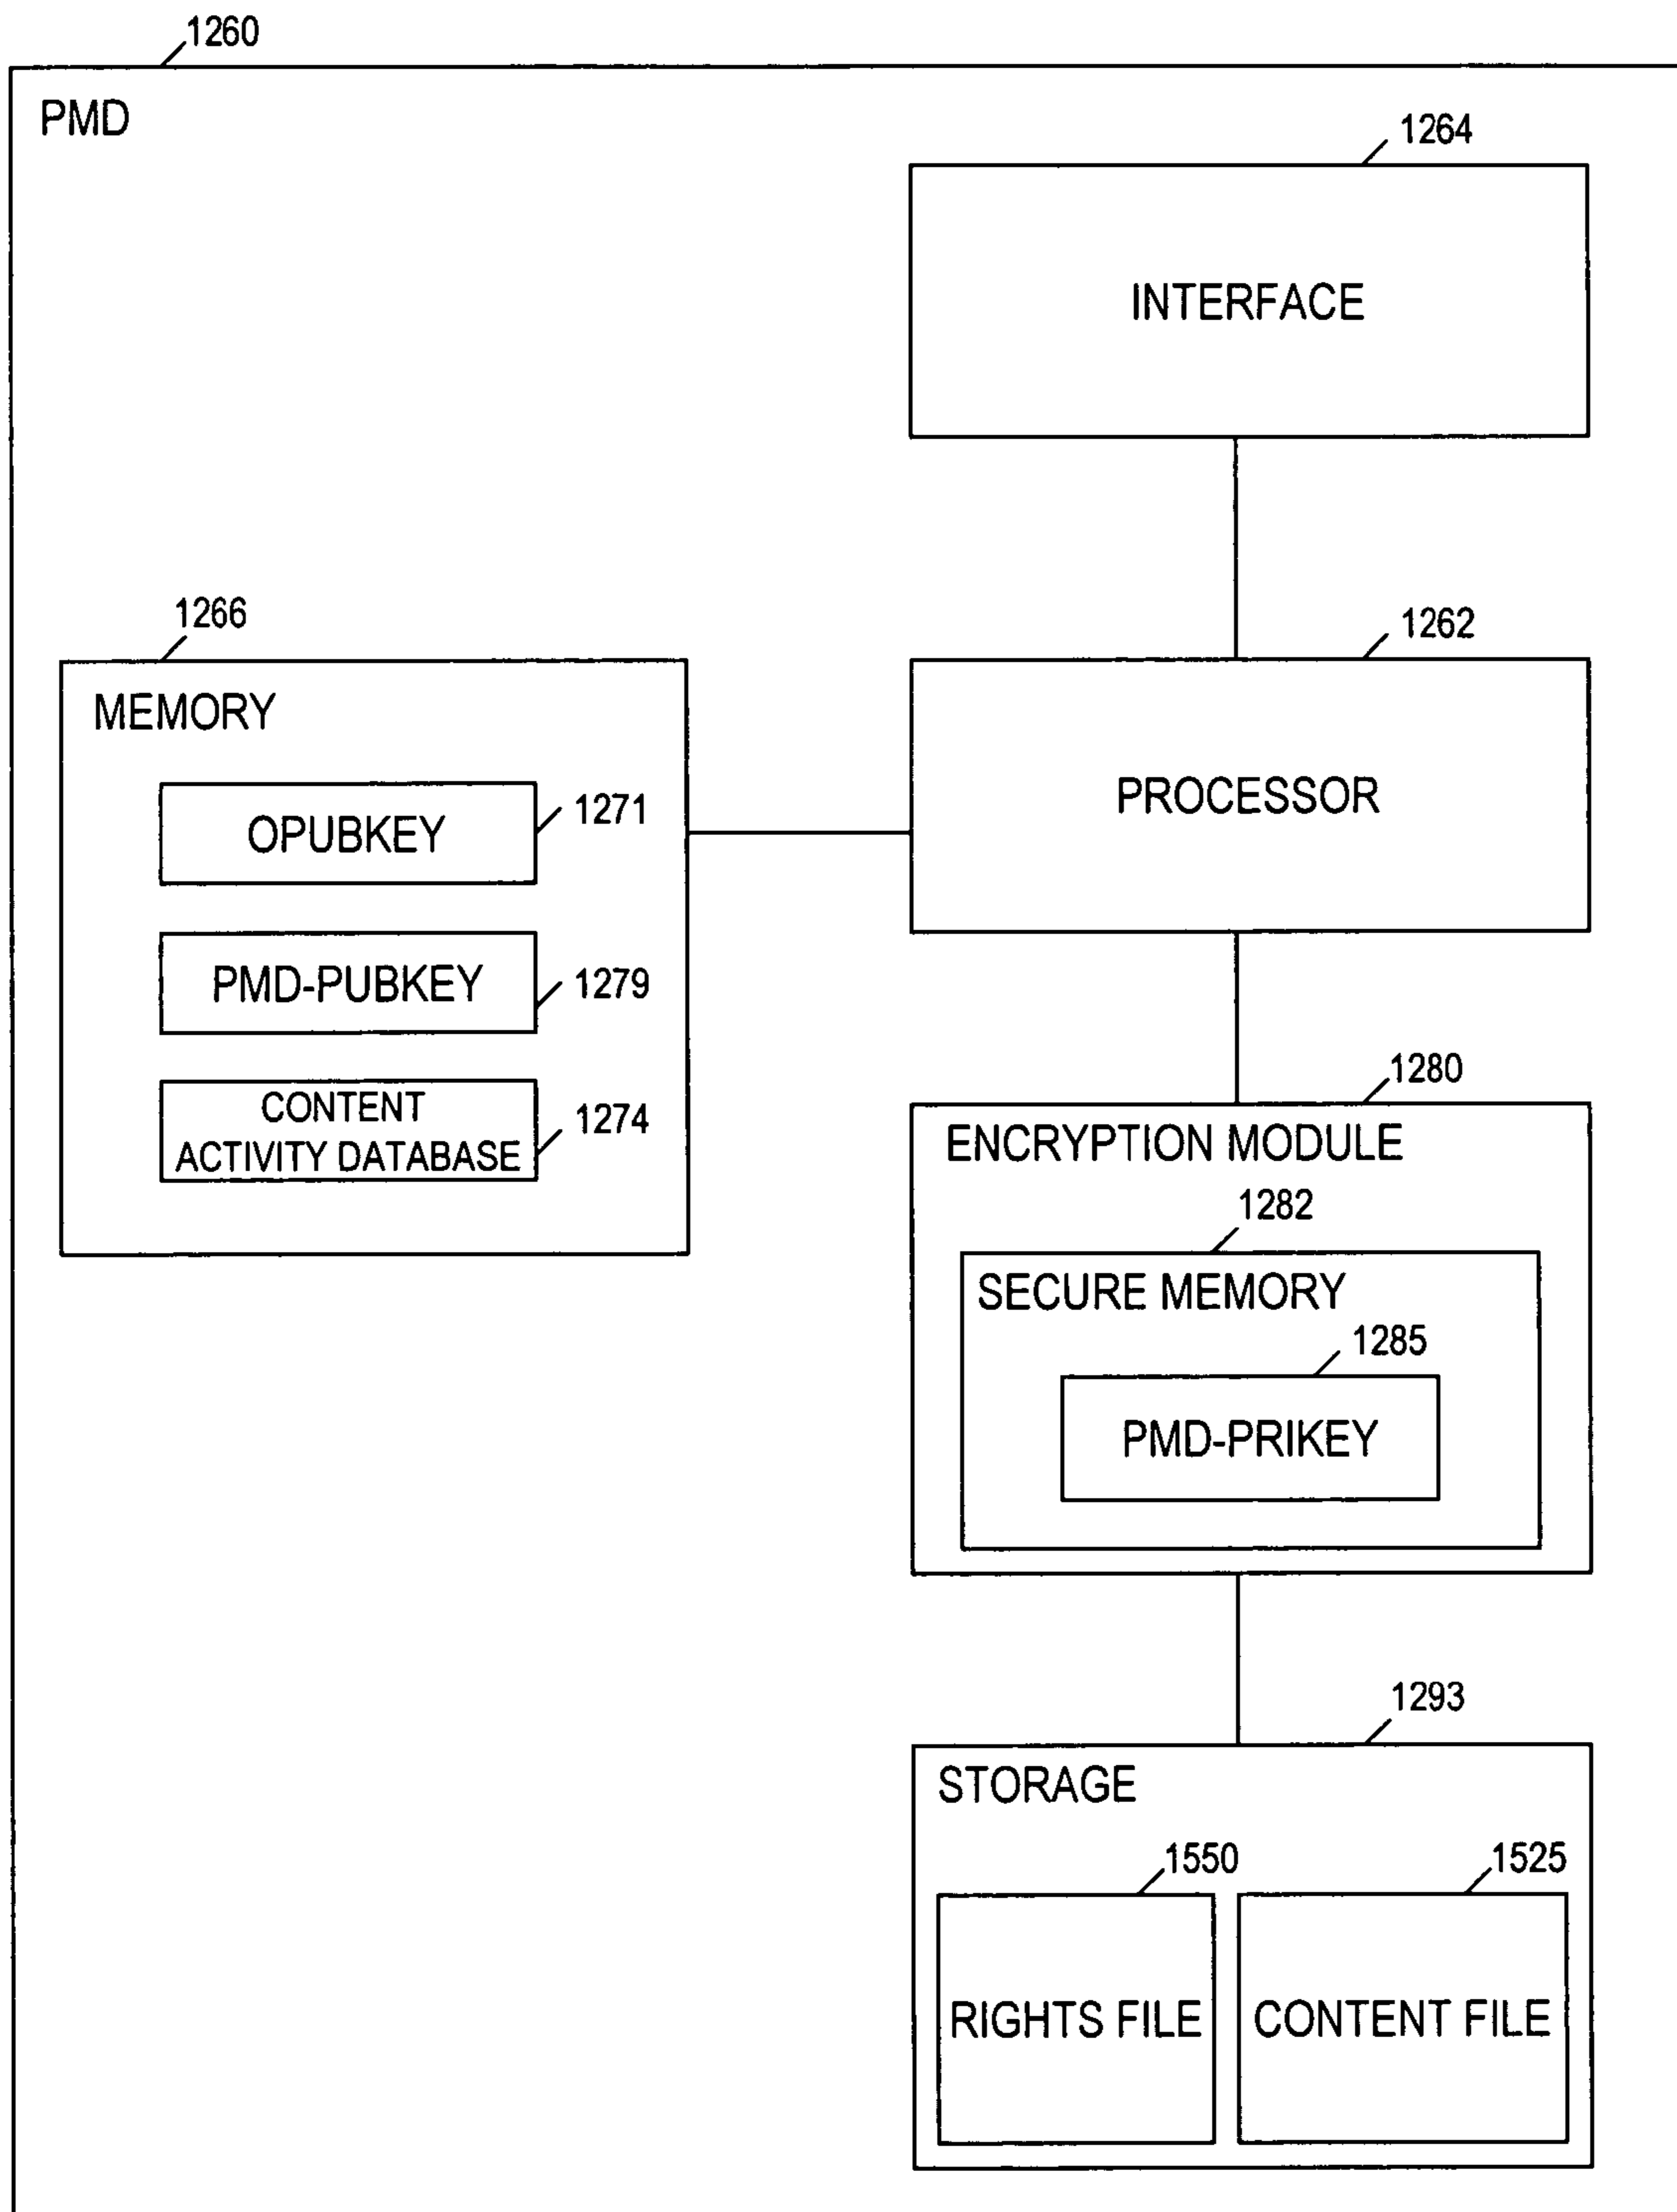 1260
PMD
1264
INTERFACE
1266
1262
MEMORY
PROCESSOR
OPUBKEY
1271
PMD-PUBKEY
1279
CONTENT
ACTIVITY DATABASE
1274
1280
ENCRYPTION MODULE
1282
SECURE MEMORY
1285
PMD-PRIKEY
1293
STORAGE
1550
1525
RIGHTS FILE
CONTENT FILE